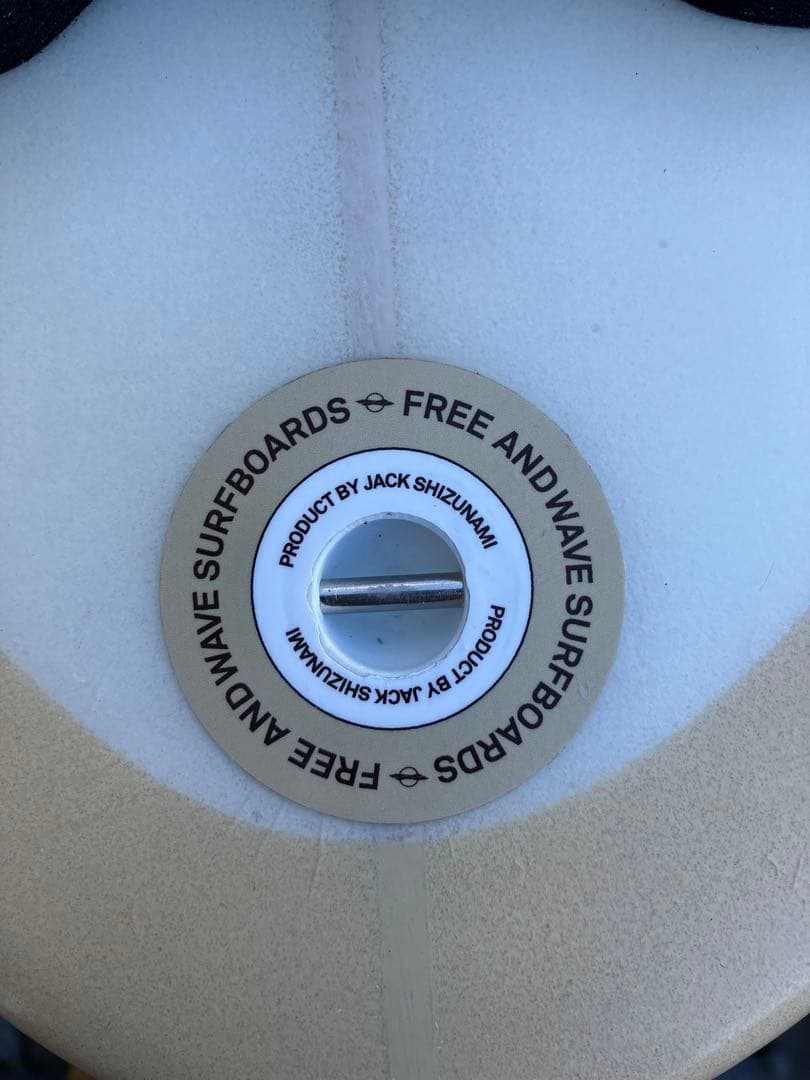 FREE AND WAVE SURFBOARDS
FREE AND WAVE SURFBOARDS
PRODUCT BY JACK SHIZUNAMI
PRODUCT BY JACK SHIZUNAMI